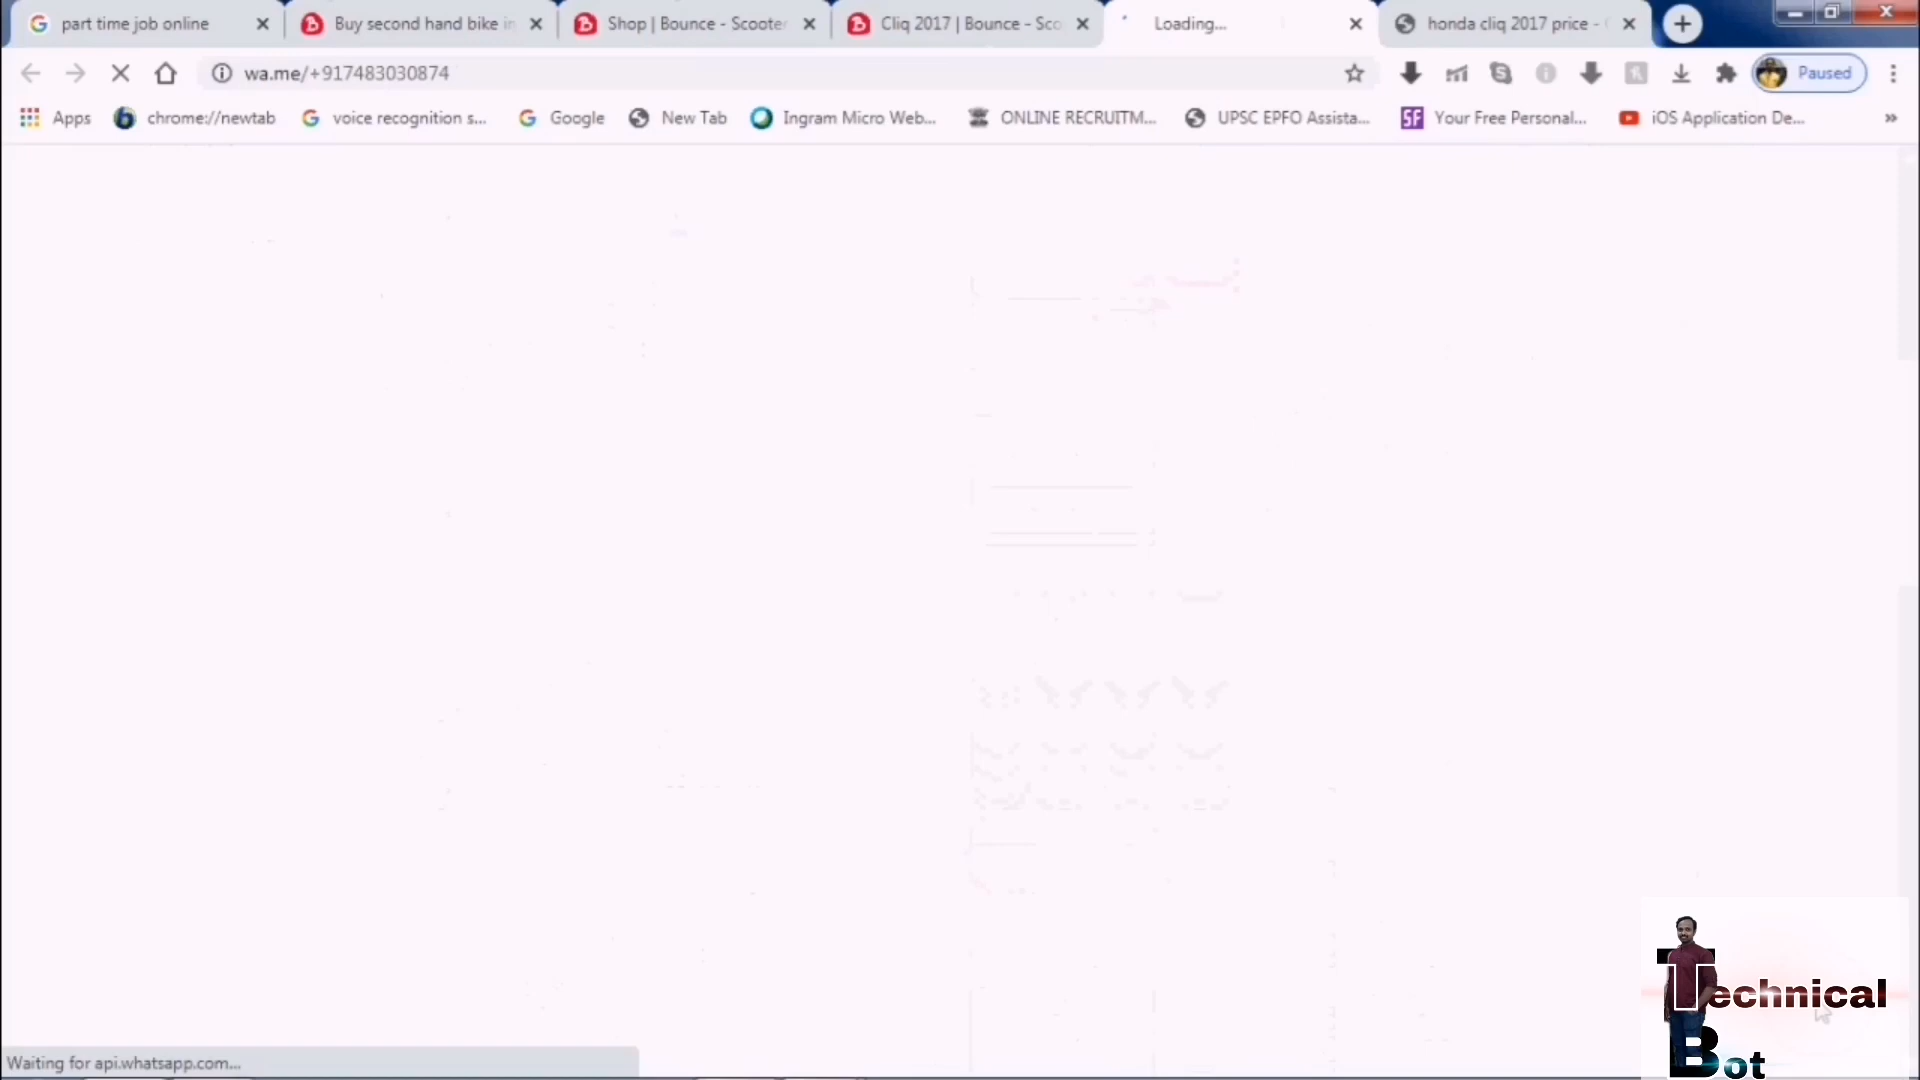 part time job online
Buy second hand bike in
Shop | Bounce - Scooter
Cliq 2017 | Bounce - Sco
Loading...
honda cliq 2017 price -
wa.me/+917483030874
Paused
Apps
chrome://newtab
voice recognition s...
Google
New Tab
Ingram Micro Web...
ONLINE RECRUITM...
UPSC EPFO Assista...
SF
Your Free Personal...
iOS Application De...
»
Technical
Bot
Waiting for api.whatsapp.com...